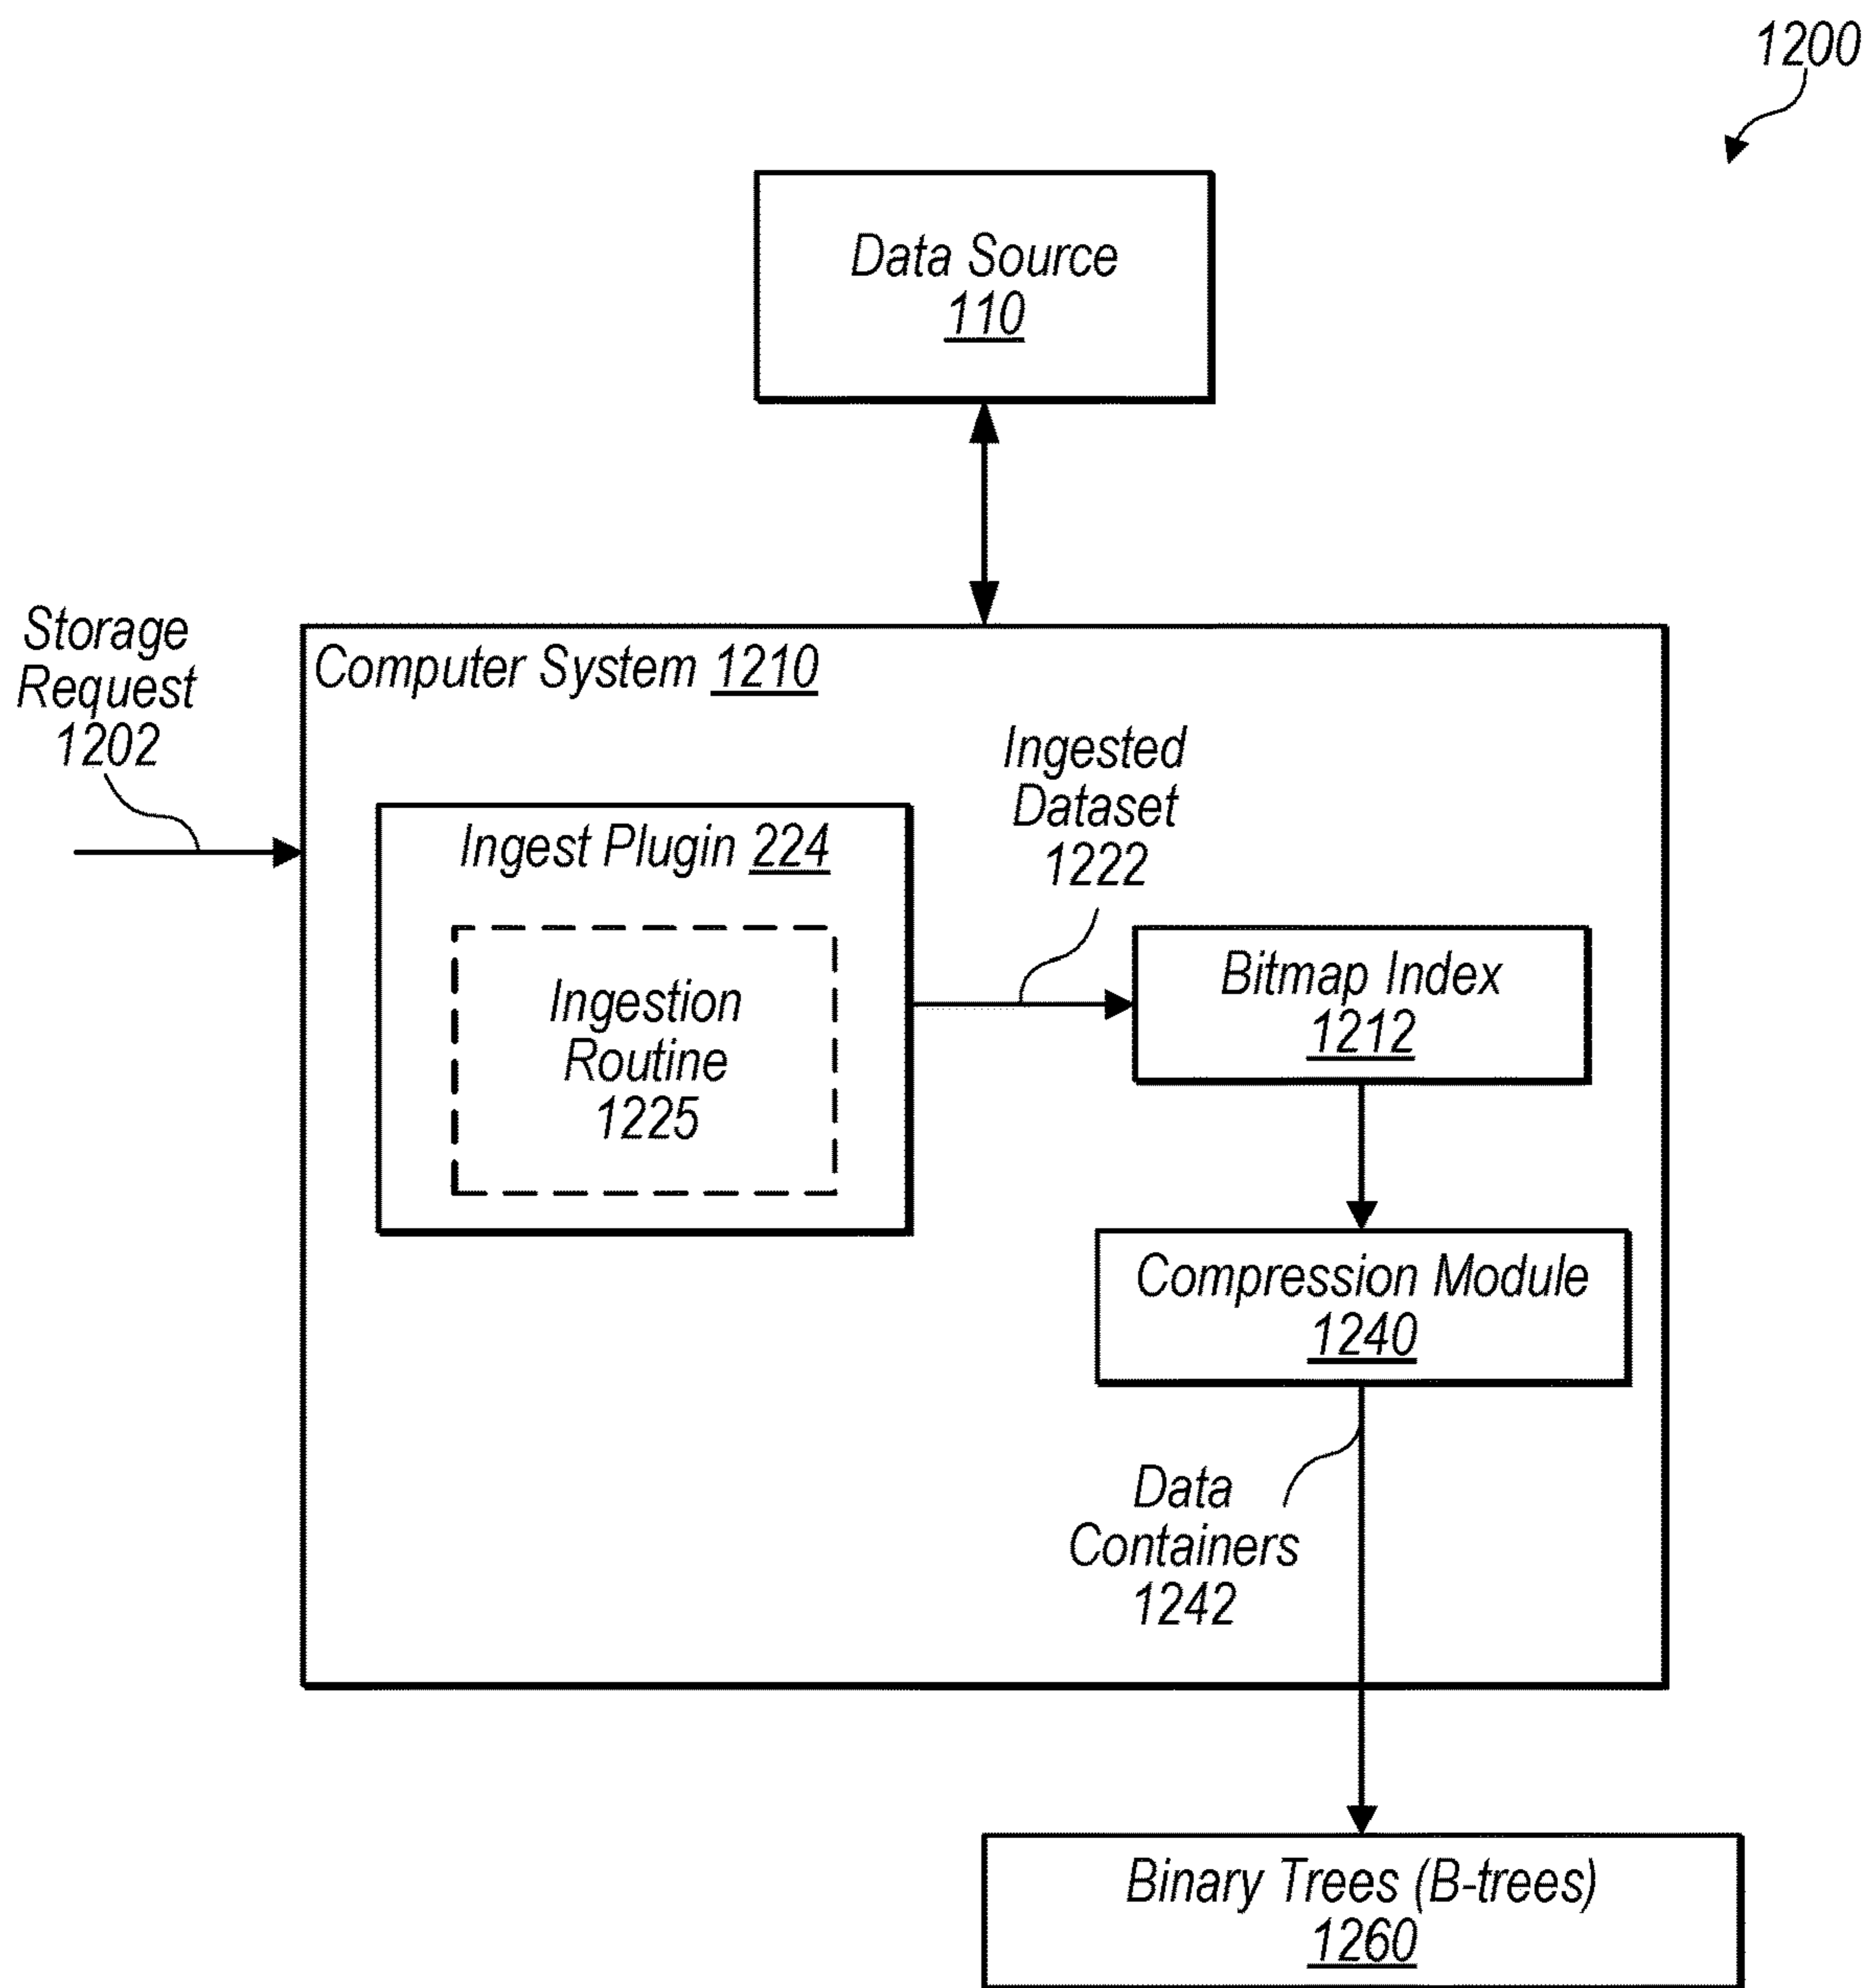 1200
Data Source
110
Storage
Request
1202
Computer System 1210
Ingested
Dataset
1222
Ingest Plugin 224
Ingestion
Routine
1225
Bitmap Index
1212
Compression Module
1240
Data
Containers
1242
Binary Trees (B-trees)
1260